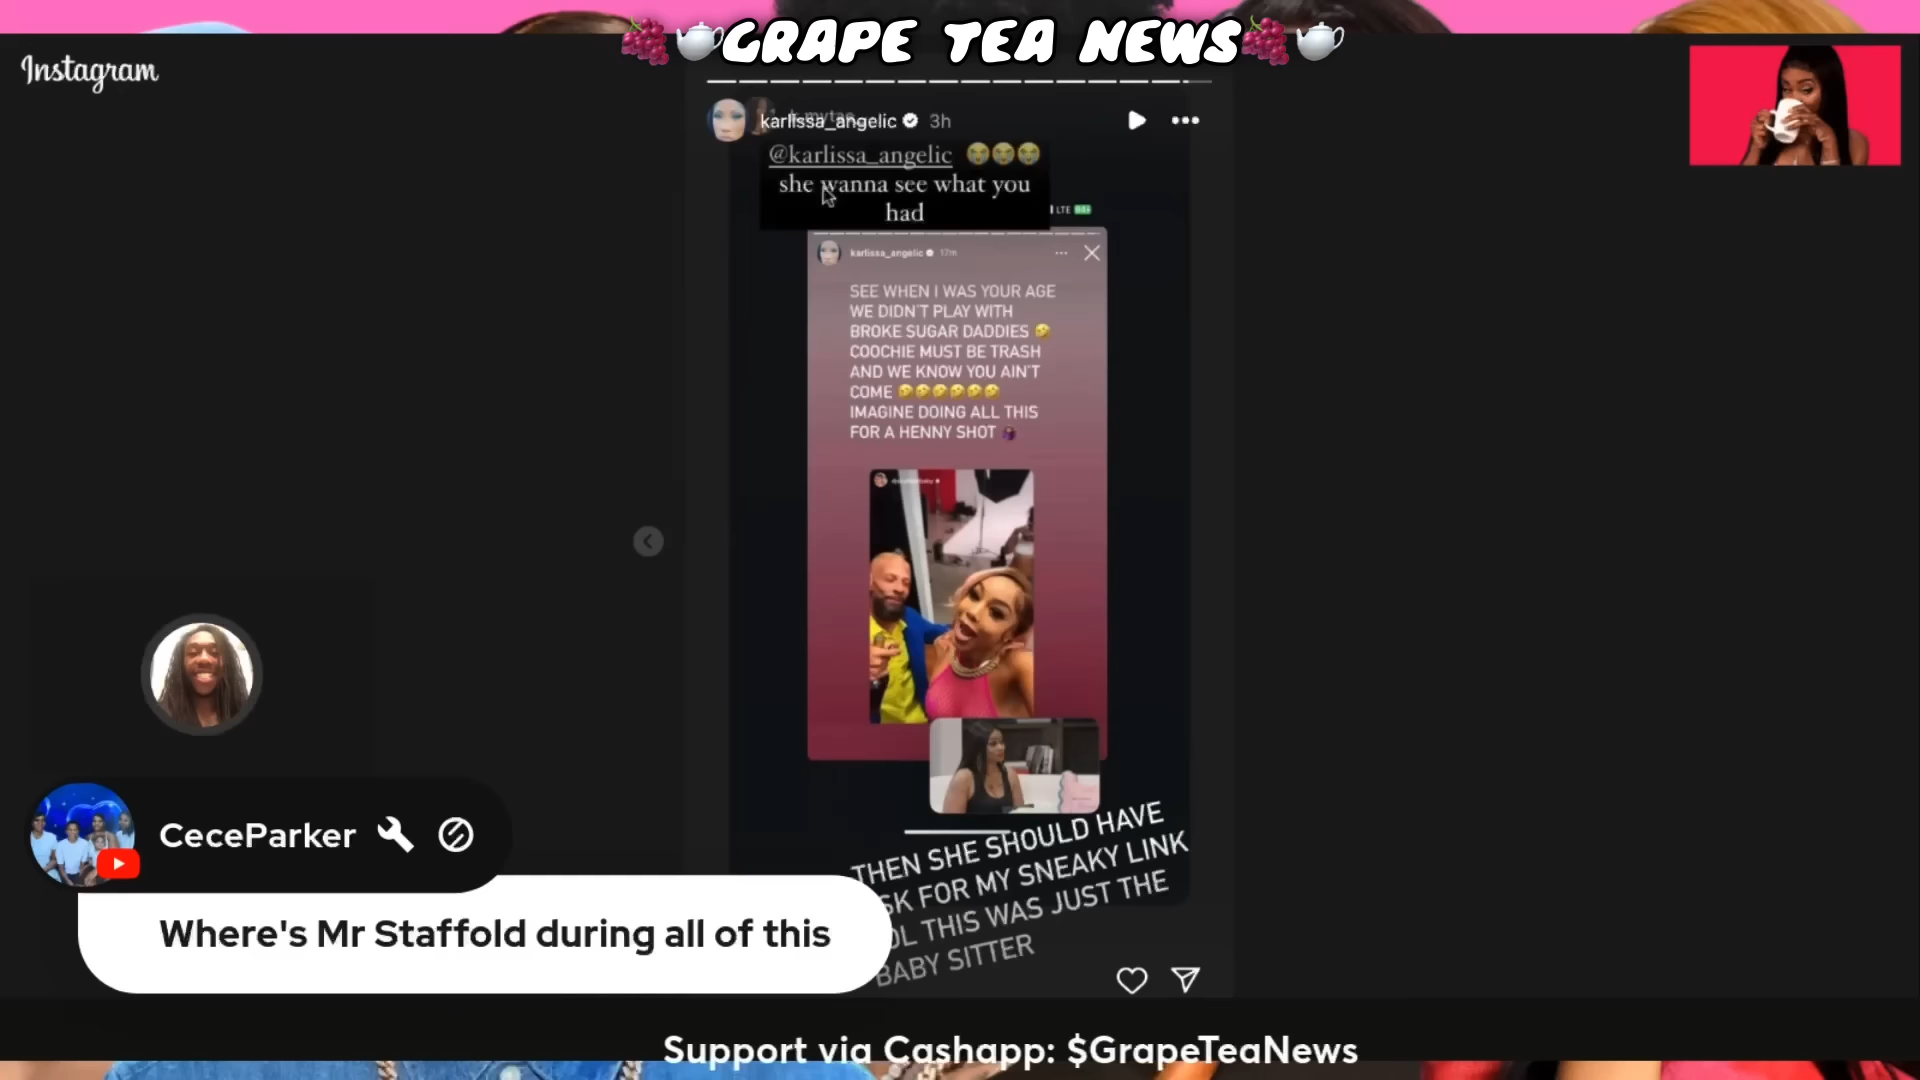 GRAPE TEA NEWS
Instagram
karlissa_angelic 3h
@karlissa_angelic
she wanna see what you
had
LTE
karlissa_angelic 17m
SEE WHEN I WAS YOUR AGE
WE DIDN'T PLAY WITH
BROKE SUGAR DADDIES 🤣
COOCHIE MUST BE TRASH
AND WE KNOW YOU AIN'T
COME 🤣🤣🤣🤣🤣🤣
IMAGINE DOING ALL THIS
FOR A HENNY SHOT
THEN SHE SHOULD HAVE
SK FOR MY SNEAKY LINK
OL THIS WAS JUST THE
BABY SITTER
CeceParker
Where's Mr Staffold during all of this
Support via Cashapp: $GrapeTeaNews